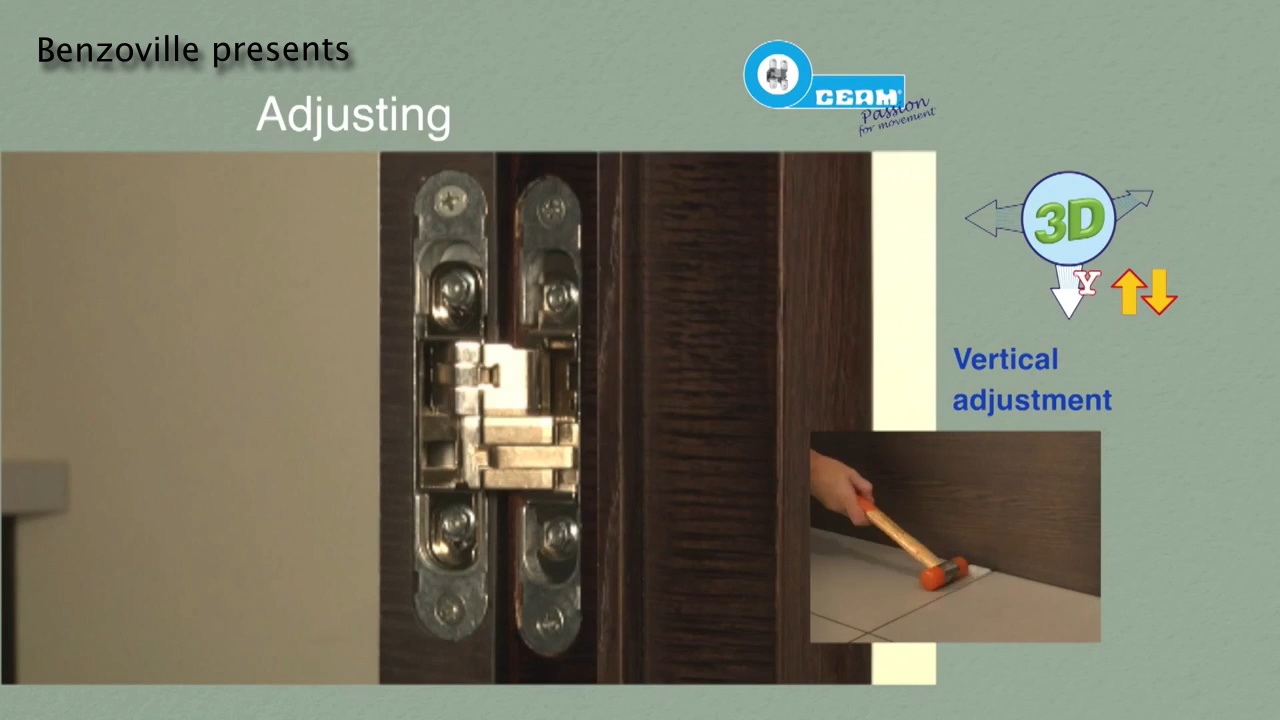 Benzoville presents
Adjusting
CEAM®
Passion
for movement
3D
Y
Vertical
adjustment